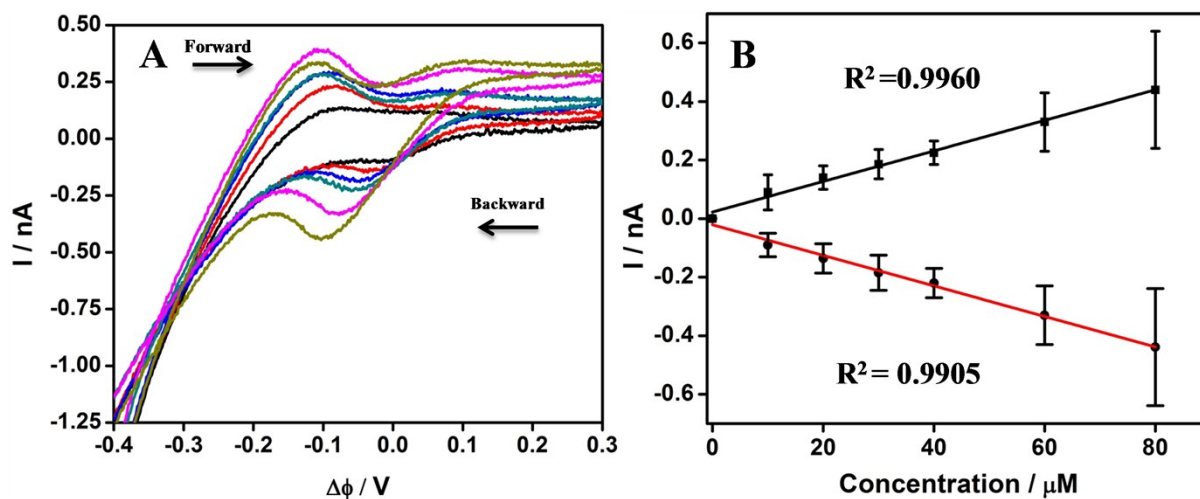 A
Forward
Backward
0.50
0.25
0.00
-0.25
-0.50
-0.75
-1.00
-1.25
I / nA
-0.4 -0.3 -0.2 -0.1 0.0 0.1 0.2 0.3
Δϕ / V
B
R² = 0.9960
R² = 0.9905
0.6
0.4
0.2
0.0
-0.2
-0.4
-0.6
I / nA
0 20 40 60 80
Concentration / μM